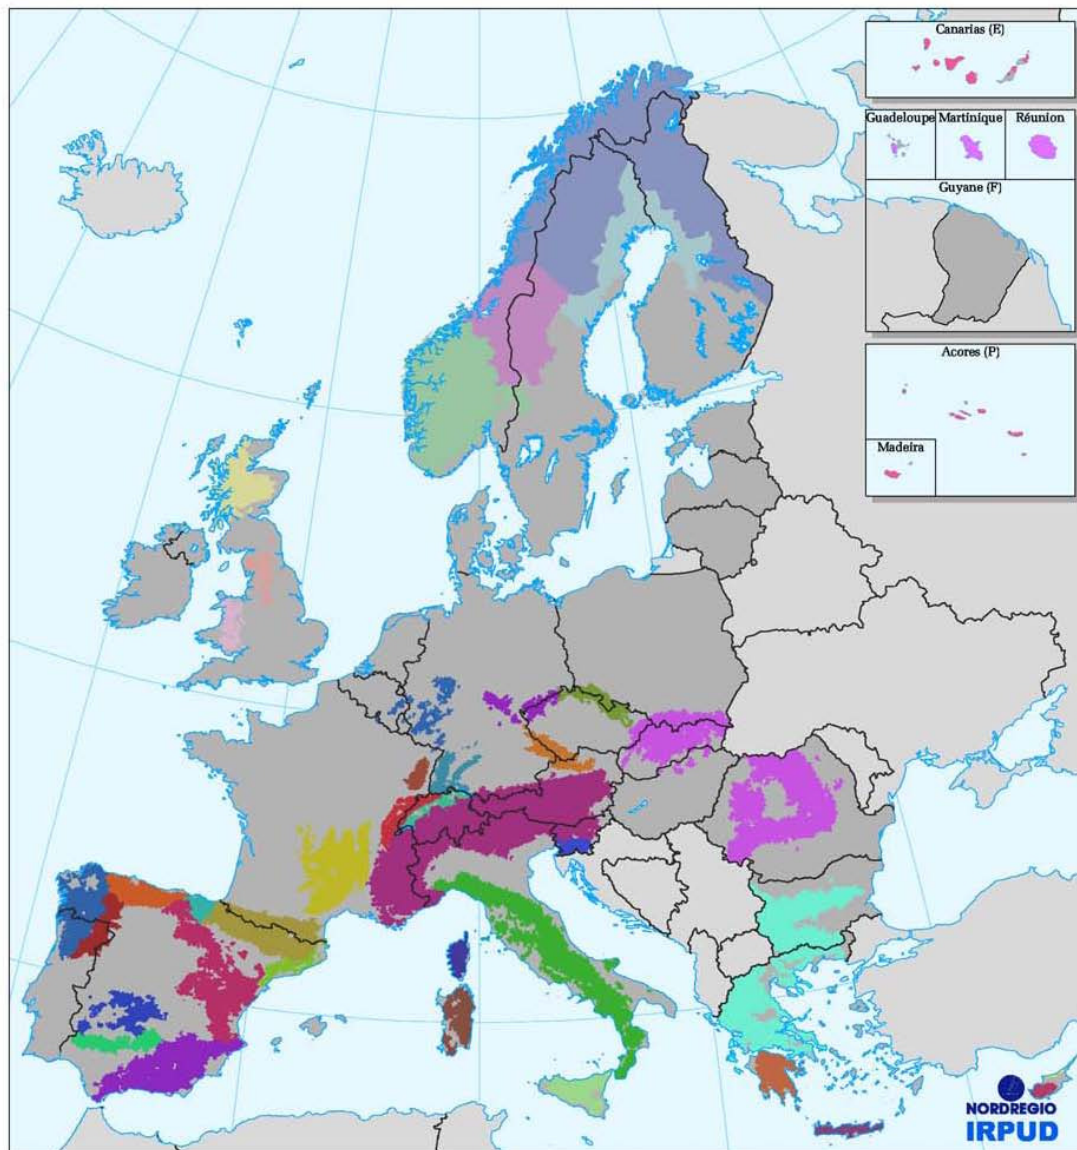 Canarias (E)
Guadeloupe
Martinique
Réunion
Guyane (F)
Acores (P)
Madeira
NORDREGIO
IRPUD